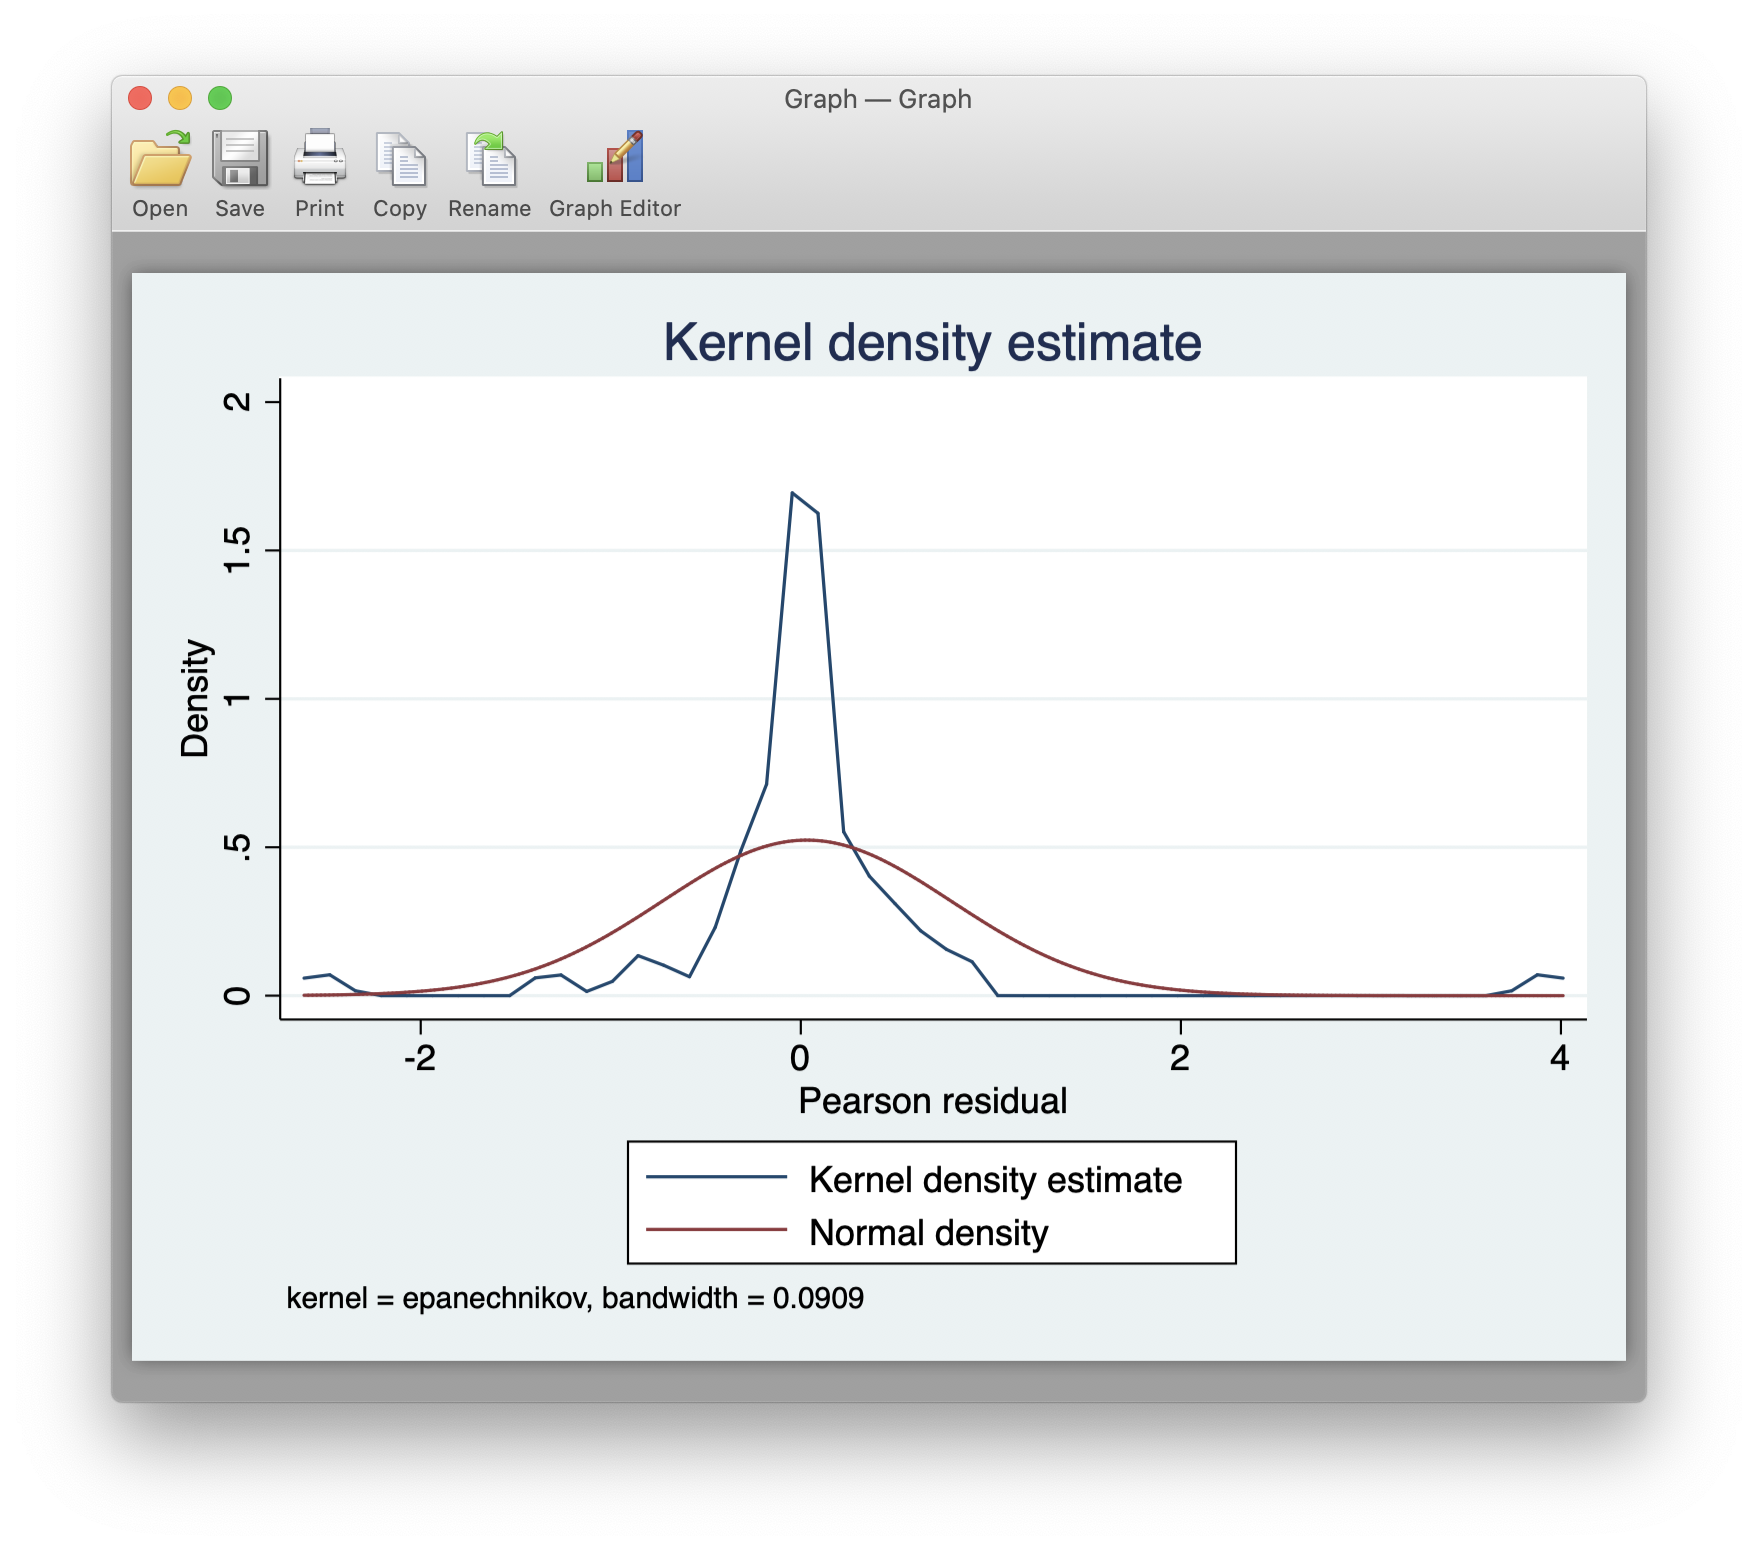 Graph — Graph
Open Save Print Copy Rename Graph Editor
Kernel density estimate
2
1.5
1
.5
0
Density
-2 0 2 4
Pearson residual
Kernel density estimate
Normal density
kernel = epanechnikov, bandwidth = 0.0909